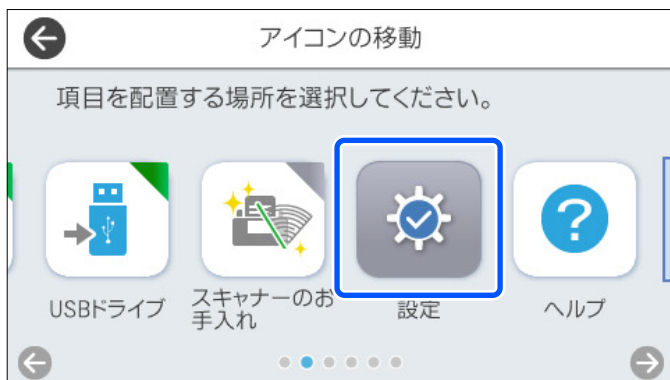 アイコンの移動
項目を配置する場所を選択してください。
USBドライブ
スキャナーのお
手入れ
設定
ヘルプ